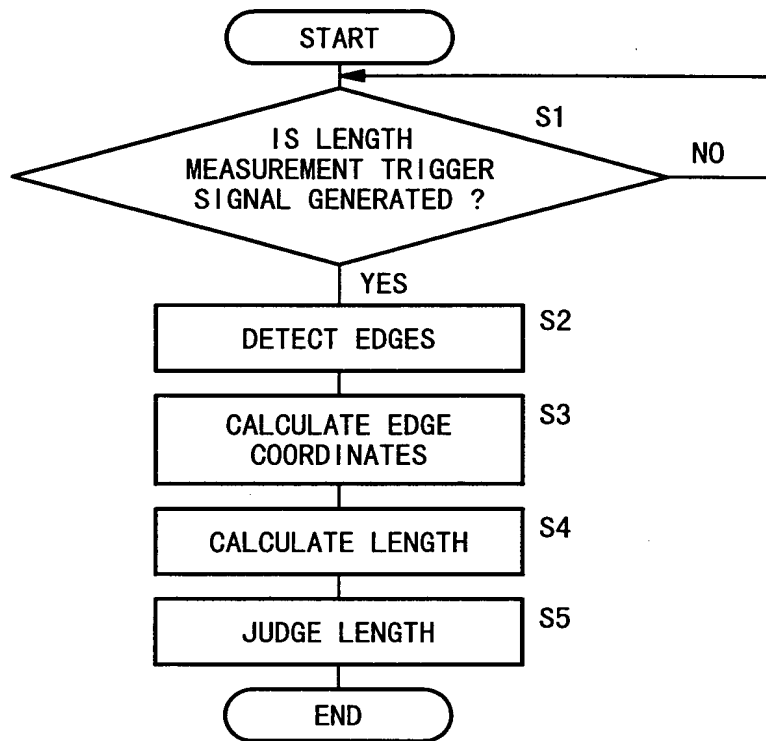 START
S1
IS LENGTH
MEASUREMENT TRIGGER
SIGNAL GENERATED ?
NO
YES
DETECT EDGES
S2
CALCULATE EDGE
COORDINATES
S3
CALCULATE LENGTH
S4
JUDGE LENGTH
S5
END